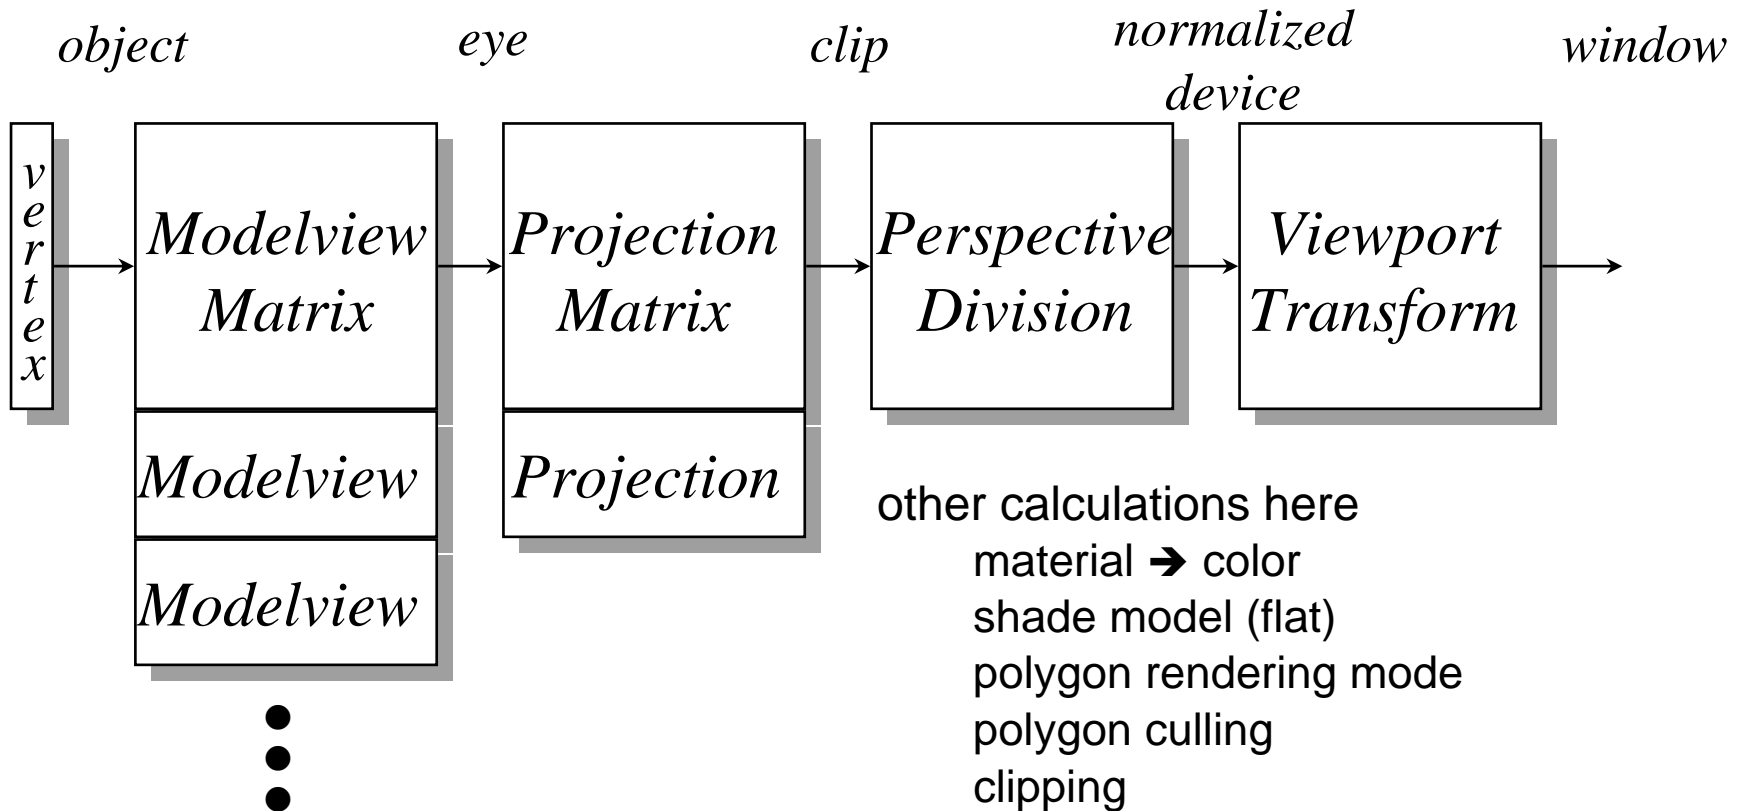 object
eye
clip
normalized
device
window
vertex
Modelview
Matrix
Projection
Matrix
Perspective
Division
Viewport
Transform
Modelview
Projection
Modelview
other calculations here
material ➔ color
shade model (flat)
polygon rendering mode
polygon culling
clipping